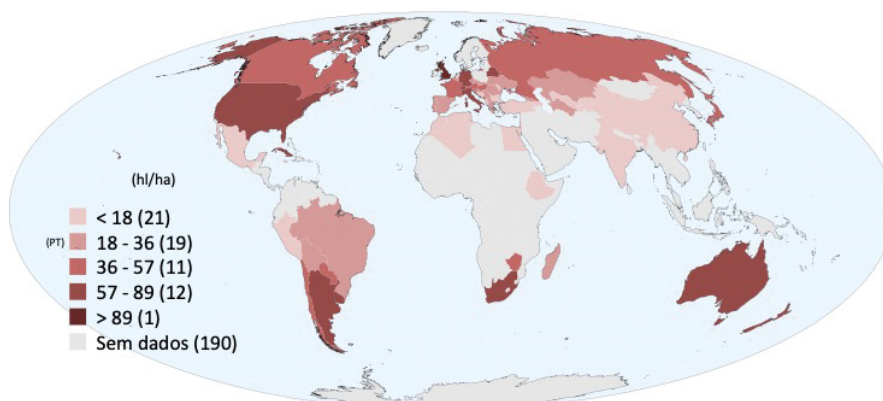 (hl/ha)
< 18 (21)
(PT) 18 - 36 (19)
36 - 57 (11)
57 - 89 (12)
> 89 (1)
Sem dados (190)